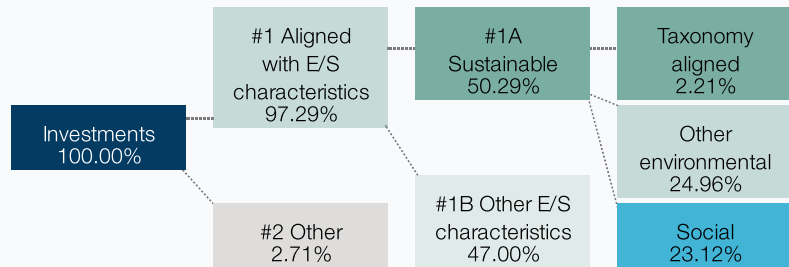 Investments
100.00%
#1 Aligned
with E/S
characteristics
97.29%
#2 Other
2.71%
#1A
Sustainable
50.29%
#1B Other E/S
characteristics
47.00%
Taxonomy
aligned
2.21%
Other
environmental
24.96%
Social
23.12%